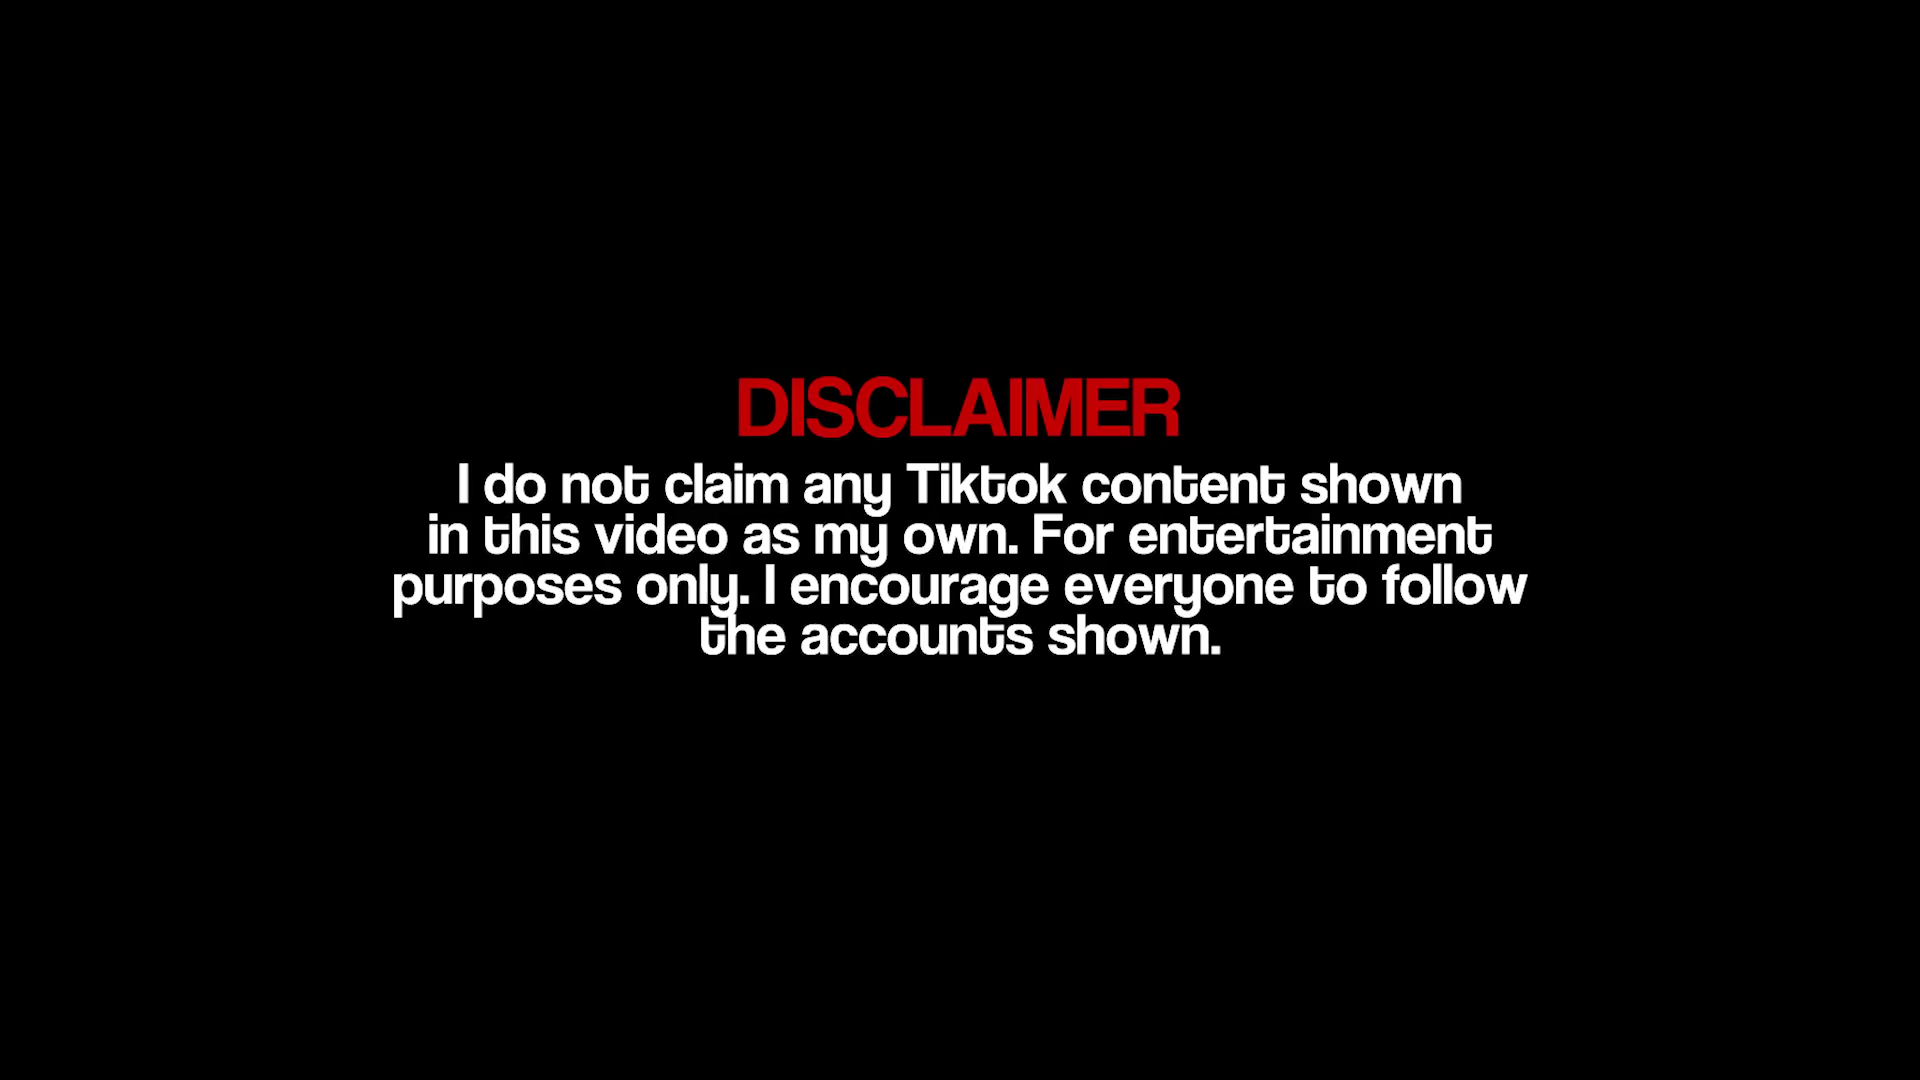 DISCLAIMER
I do not claim any Tiktok content shown
in this video as my own. For entertainment
purposes only. I encourage everyone to follow
the accounts shown.